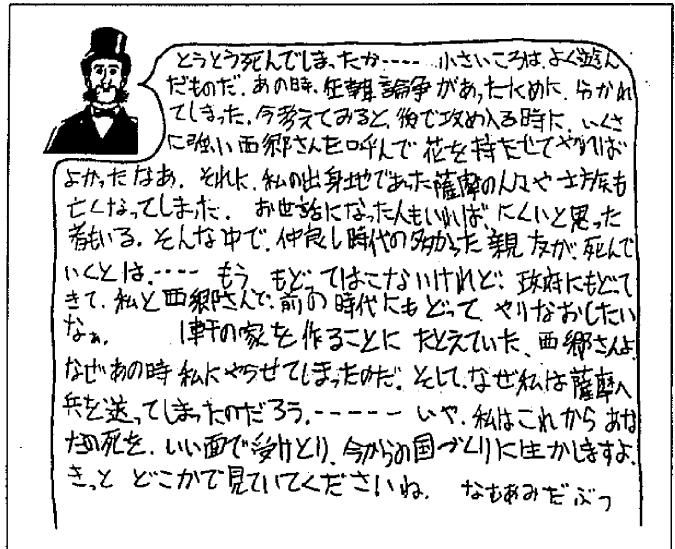 とうとう死んでしまったか---- 小さいころは、よく遊ん
だものだ。あの時、征韓論争があったために、分かれ
てしまった。今考えてみると、後で攻め入る時に、いくさ
に強い西郷さんを呼んで花を持たせてやれば
よかったなあ。それに、私の出身地であった薩摩の人々や士族も
亡くなってしまった。お世話になった人もいれば、にくいと思った
者もいる。そんな中で、仲良し時代の多かった親友が、死んで
いくとは.---- もう もどってはこないけれど、政府にもどって
きて、私と西郷さんで、前の時代にもどって、やりなおしたい
なぁ。 1軒の家を作ることに たとえていた、西郷さんよ、
なぜあの時私にやらせてしまったのだ。そして、なぜ私は薩摩へ
兵を送ってしまったのだろう。----- いや、私はこれから あな
たの死を、いい面で受けとり、今からの国づくりに生かしますよ。
きっと どこかで見ていてくださいね。 なむあみだぶつ